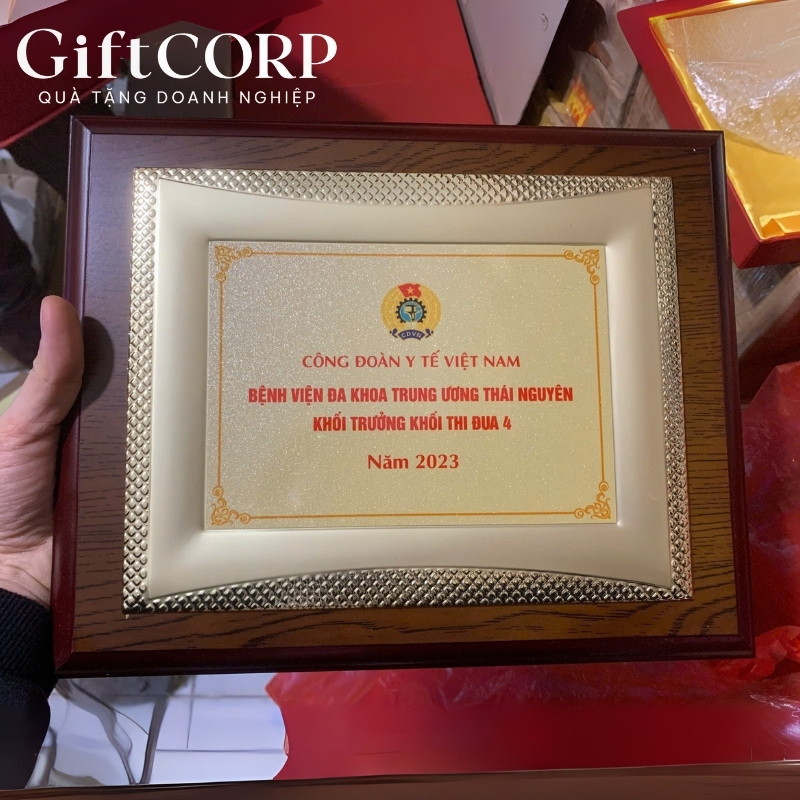 GiftCORP
QUÀ TẶNG DOANH NGHIỆP
CĐVN
CÔNG ĐOÀN Y TẾ VIỆT NAM
BỆNH VIỆN ĐA KHOA TRUNG ƯƠNG THÁI NGUYÊN
KHỐI TRƯỞNG KHỐI THI ĐUA 4
Năm 2023